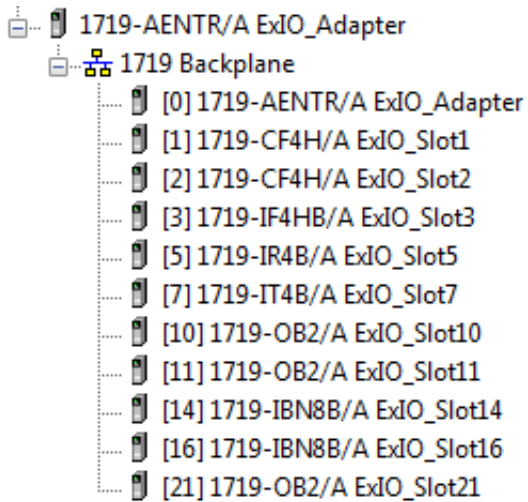 1719-AENTR/A ExIO_Adapter
1719 Backplane
[0] 1719-AENTR/A ExIO_Adapter
[1] 1719-CF4H/A ExIO_Slot1
[2] 1719-CF4H/A ExIO_Slot2
[3] 1719-IF4HB/A ExIO_Slot3
[5] 1719-IR4B/A ExIO_Slot5
[7] 1719-IT4B/A ExIO_Slot7
[10] 1719-OB2/A ExIO_Slot10
[11] 1719-OB2/A ExIO_Slot11
[14] 1719-IBN8B/A ExIO_Slot14
[16] 1719-IBN8B/A ExIO_Slot16
[21] 1719-OB2/A ExIO_Slot21